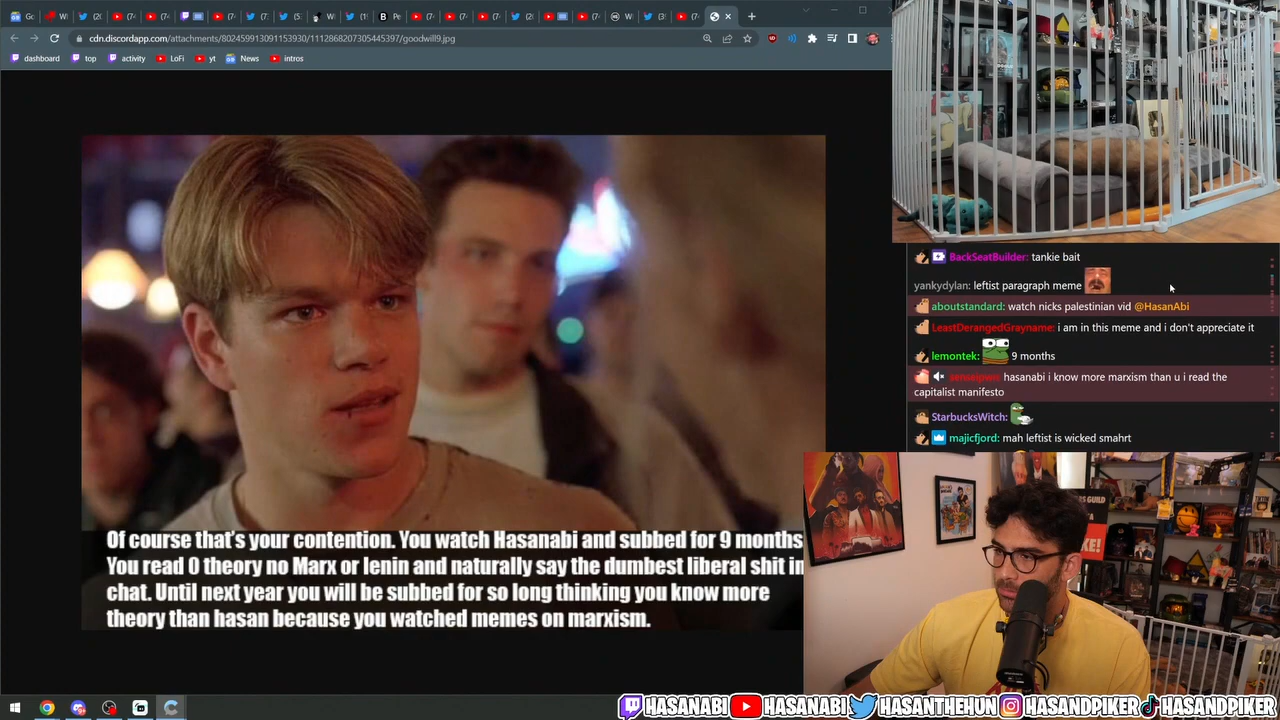 cdn.discordapp.com/attachments/802459913091153930/1112868207305445397/goodwill9.jpg
dashboard
top
activity
LoFi
yt
News
intros
BackSeatBuilder: tankie bait
yankydylan: leftist paragraph meme
aboutstandard: watch nicks palestinian vid @HasanAbi
LeastDerangedGrayname: i am in this meme and i don't appreciate it
lemontek: 9 months
hasanabi i know more marxism than u i read the
capitalist manifesto
StarbucksWitch:
majicfjord: mah leftist is wicked smahrt
Of course that's your contention. You watch Hasanabi and subbed for 9 months
You read 0 theory no Marx or lenin and naturally say the dumbest liberal shit in
chat. Until next year you will be subbed for so long thinking you know more
theory than hasan because you watched memes on marxism.
HASANABI
HASANABI
HASANTHEHUN
HASANDPIKER
HASANDPIKER